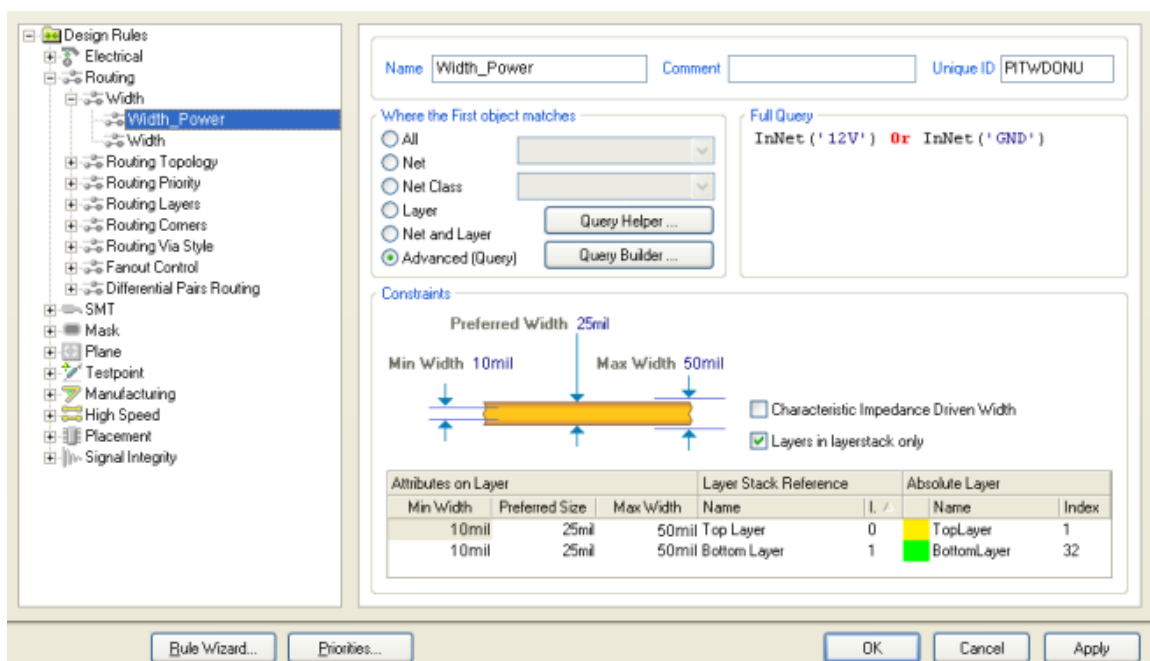 Design Rules
Electrical
Routing
Width
Width_Power
Width
Routing Topology
Routing Priority
Routing Layers
Routing Corners
Routing Via Style
Fanout Control
Differential Pairs Routing
SMT
Mask
Plane
Testpoint
Manufacturing
High Speed
Placement
Signal Integrity
Name Width_Power Comment Unique ID PITWDONU
Where the First object matches
All
Net
Net Class
Layer
Net and Layer
Advanced (Query)
Query Helper ...
Query Builder ...
Full Query
InNet('12V') Or InNet('GND')
Constraints
Preferred Width 25mil
Min Width 10mil Max Width 50mil
Characteristic Impedance Driven Width
Layers in layerstack only
Attributes on Layer Layer Stack Reference Absolute Layer
Min Width Preferred Size Max Width Name I. Name Index
10mil 25mil 50mil Top Layer 0 TopLayer 1
10mil 25mil 50mil Bottom Layer 1 BottomLayer 32
Rule Wizard... Priorities... OK Cancel Apply